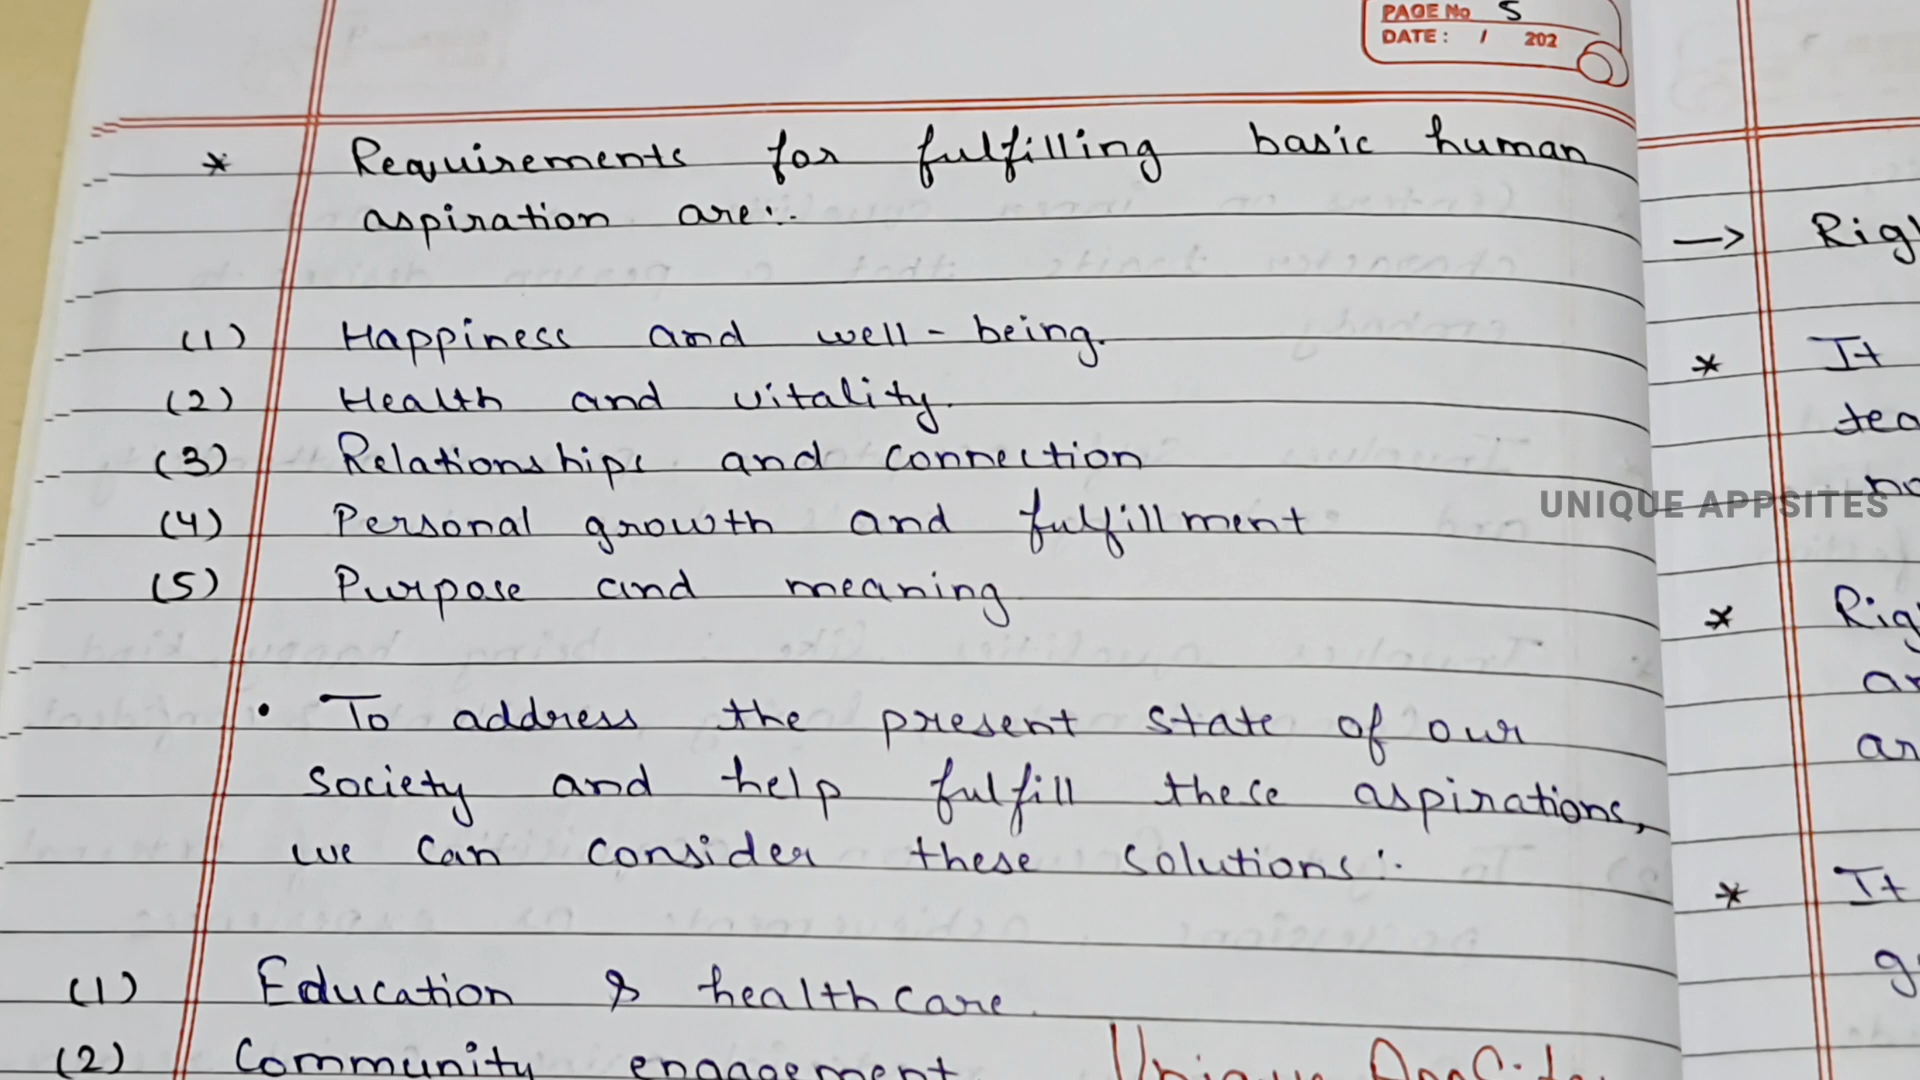 PAGE No 5
DATE: / 202
* Requirements for fulfilling basic human
aspiration are:-
(1) Happiness and well-being.
(2) Health and vitality.
(3) Relationships and connection
(4) Personal growth and fulfillment
(5) Purpose and meaning
• To address the present state of our
society and help fulfill these aspirations,
we can consider these solutions:-
(1) Education & healthcare.
(2) Community engagement.
→
* It
*
* It
UNIQUE APPSITES